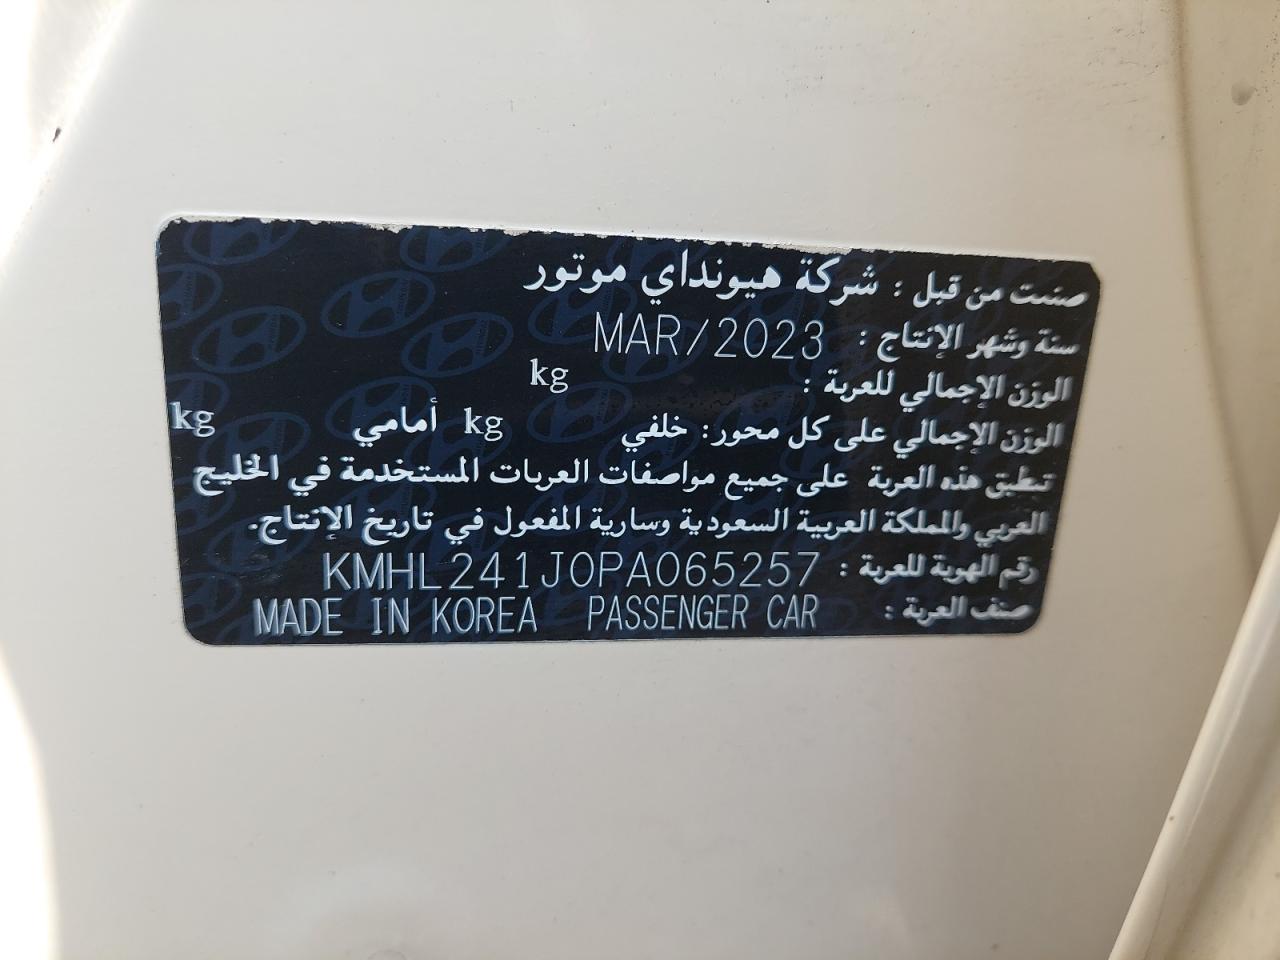 صنعت من قبل : شركة هيونداي موتور
سنة وشهر الإنتاج : MAR/2023
الوزن الإجمالي للعربة : kg
الوزن الإجمالي على كل محور: خلفي kg أمامي kg
تطبق هذه العربة على جميع مواصفات العربات المستخدمة في الخليج
العربي والمملكة العربية السعودية وسارية المفعول في تاريخ الإنتاج.
رقم الهوية للعربة : KMHL241J0PA065257
صنف العربة : MADE IN KOREA PASSENGER CAR